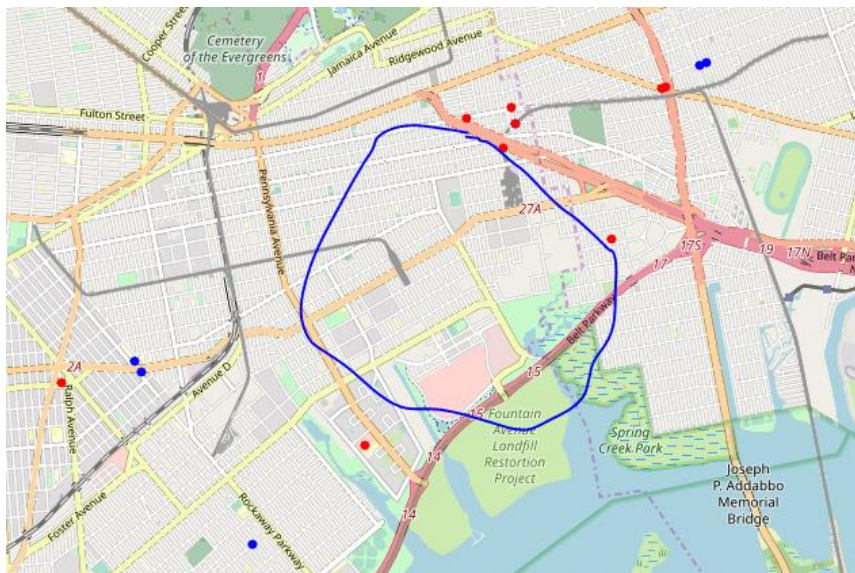 Cooper Street
Cemetery
of the Evergreens
Jamaica Avenue
Ridgewood Avenue
1
Fulton Street
Pennsylvania Avenue
27A
17S
17
19
17N
Belt Park
Belt Parkway
2A
Avenue D
Ralph Avenue
15
15
Fountain
Avenue
Landfill
Restortion
Project
Spring
Creek Park
14
14
Joseph
P. Addabbo
Memorial
Bridge
Rockaway Parkway
Foster Avenue